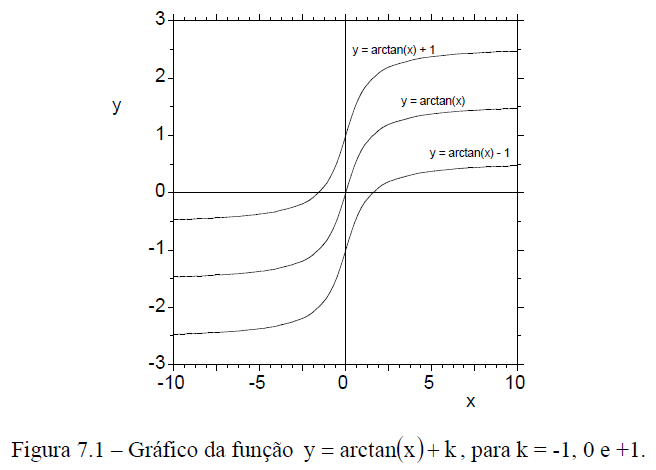 3
y = arctan(x) + 1
2
y
y = arctan(x)
1
y = arctan(x) - 1
0
-1
-2
-3
-10 -5 0 5 10
x
Figura 7.1 – Gráfico da função y = arctan(x) + k, para k = -1, 0 e +1.